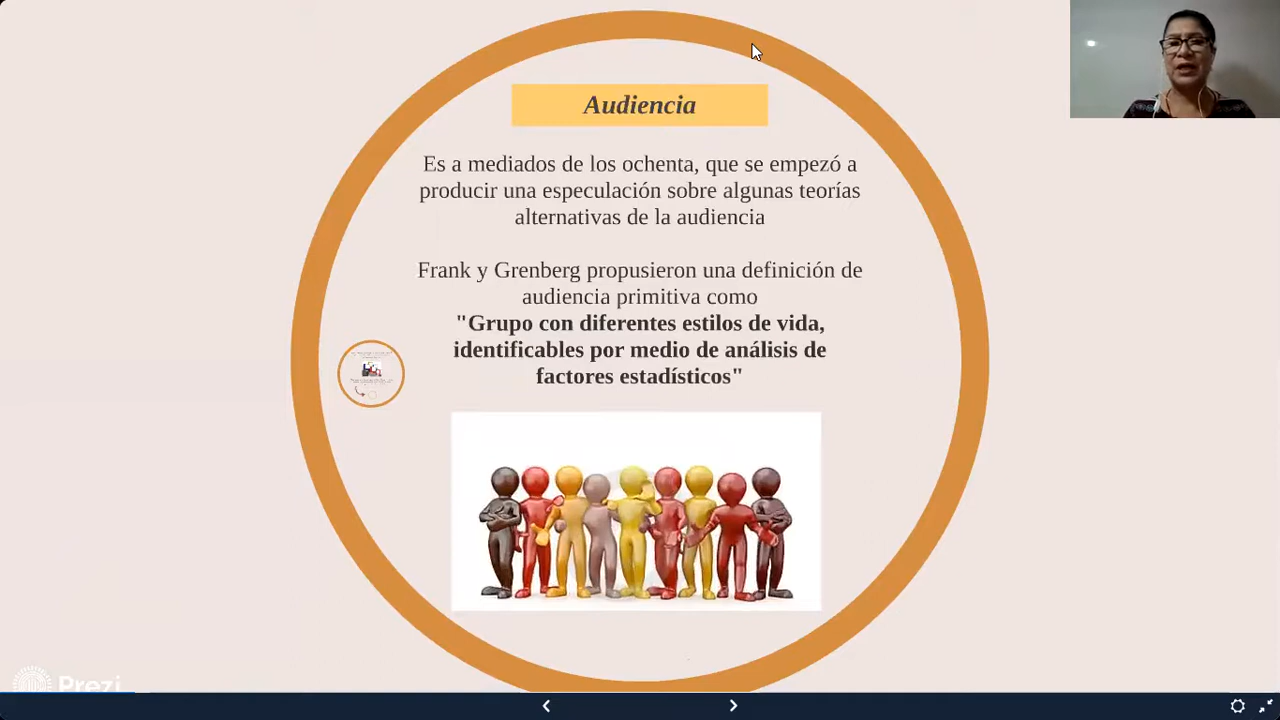 Audiencia
Es a mediados de los ochenta, que se empezó a
producir una especulación sobre algunas teorías
alternativas de la audiencia
Frank y Grenberg propusieron una definición de
audiencia primitiva como
"Grupo con diferentes estilos de vida,
identificables por medio de análisis de
factores estadísticos"
Prezi